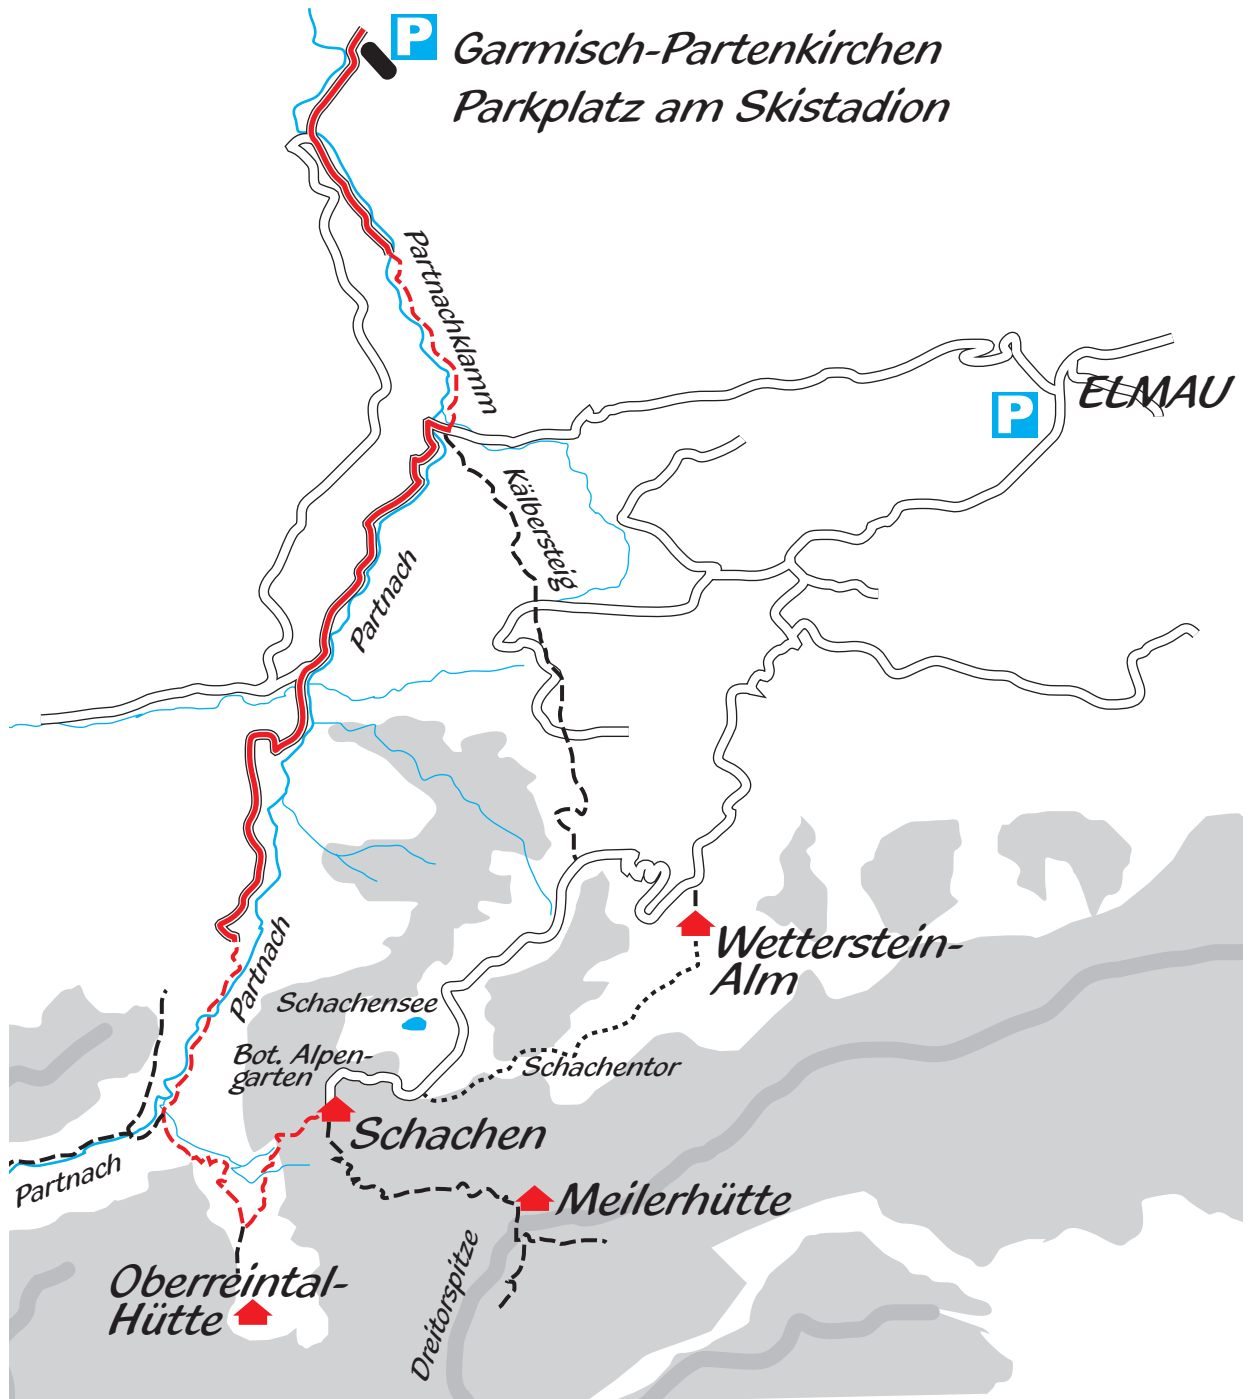 P
Garmisch-Partenkirchen
Parkplatz am Skistadion
Partnachklamm
P
ELMAU
Kälbersteig
Partnach
Partnach
Wetterstein-
Alm
Schachensee
Bot. Alpen-
garten
Schachentor
Schachen
Partnach
Meilerhütte
Dreitorspitze
Oberreintal-
Hütte